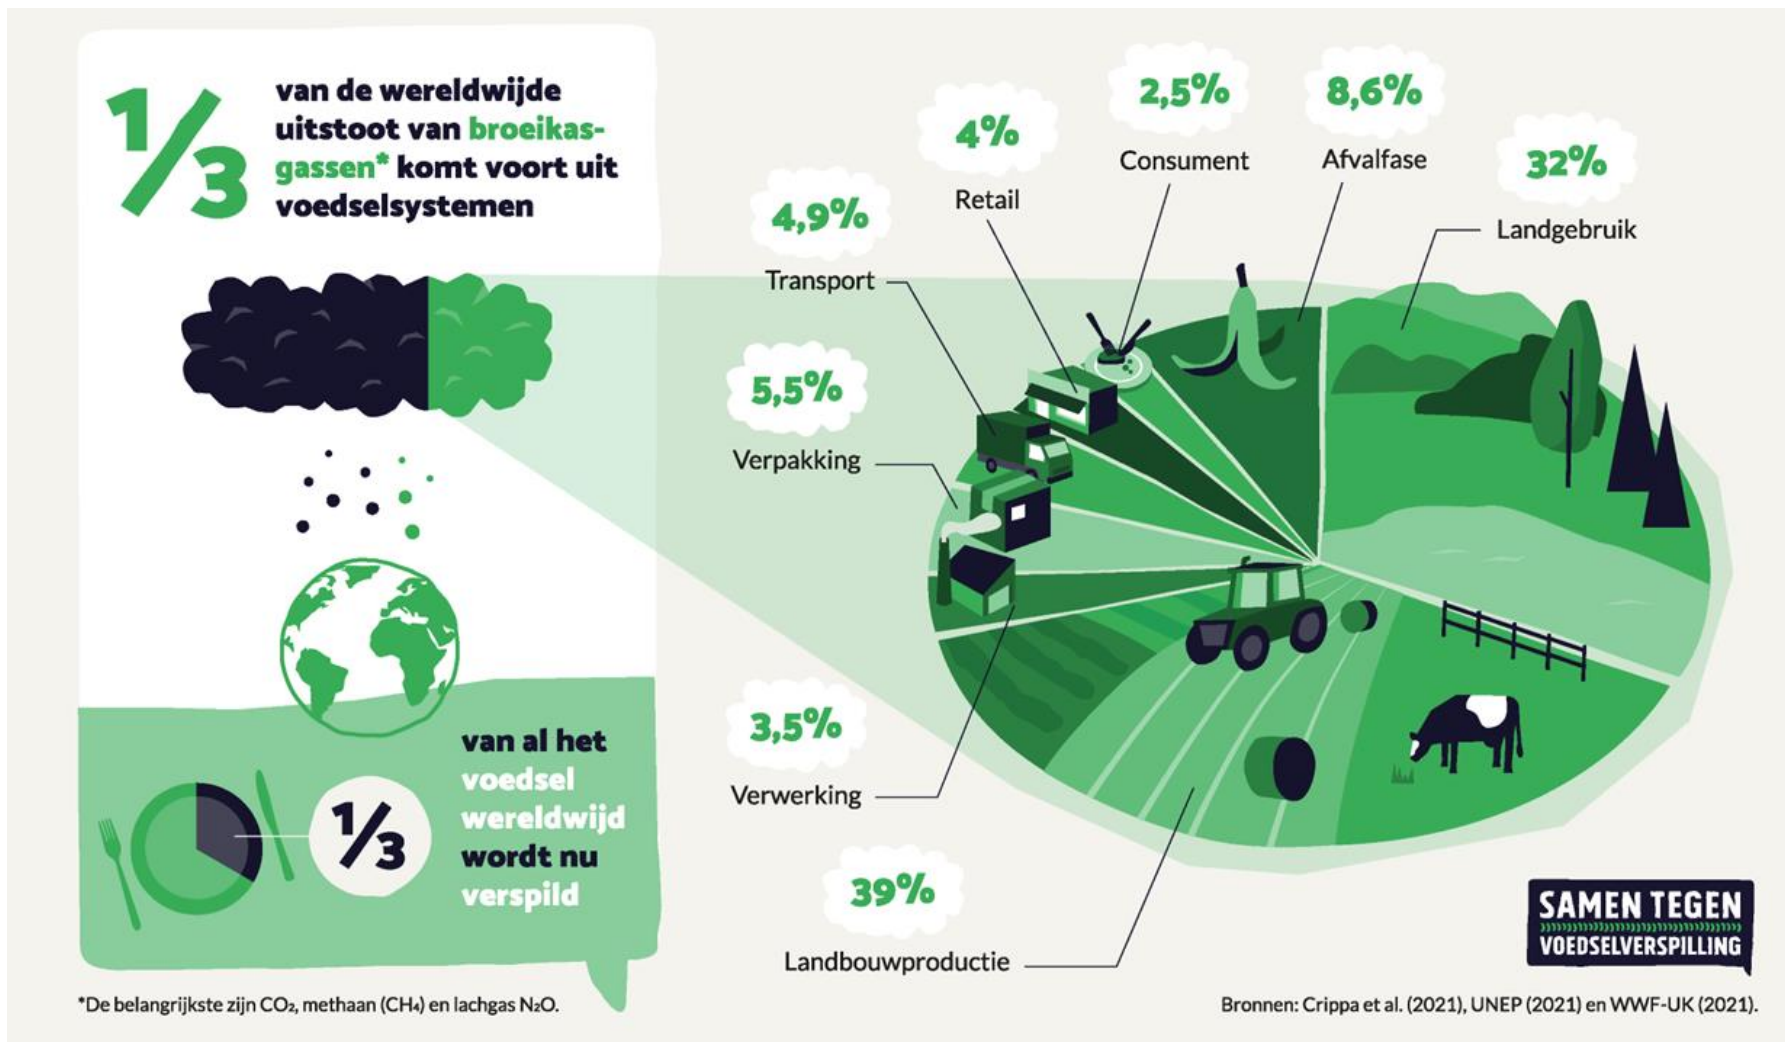 1/3
van de wereldwijde
uitstoot van broeikas-
gassen* komt voort uit
voedselsystemen
van al het
voedsel
wereldwijd
wordt nu
verspild
1/3
*De belangrijkste zijn CO₂, methaan (CH₄) en lachgas N₂O.
32%
Landgebruik
8,6%
Afvalfase
2,5%
Consument
4%
Retail
4,9%
Transport
5,5%
Verpakking
3,5%
Verwerking
39%
Landbouwproductie
SAMEN TEGEN
VOEDSELVERSPILLING
Bronnen: Crippa et al. (2021), UNEP (2021) en WWF-UK (2021).